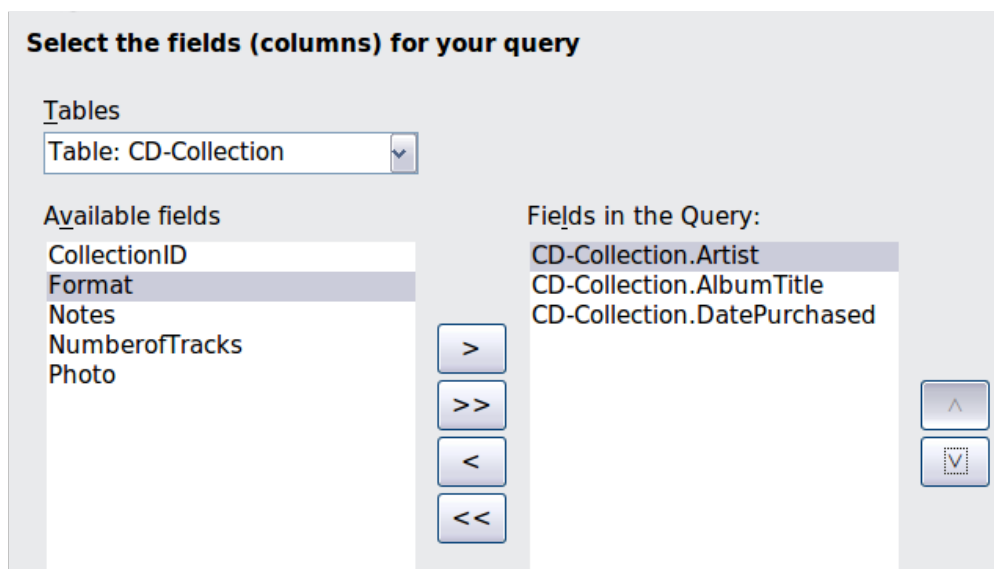 Select the fields (columns) for your query
Tables
Table: CD-Collection
Available fields
CollectionID
Format
Notes
NumberofTracks
Photo
>
>>
<
<<
Fields in the Query:
CD-Collection.Artist
CD-Collection.AlbumTitle
CD-Collection.DatePurchased